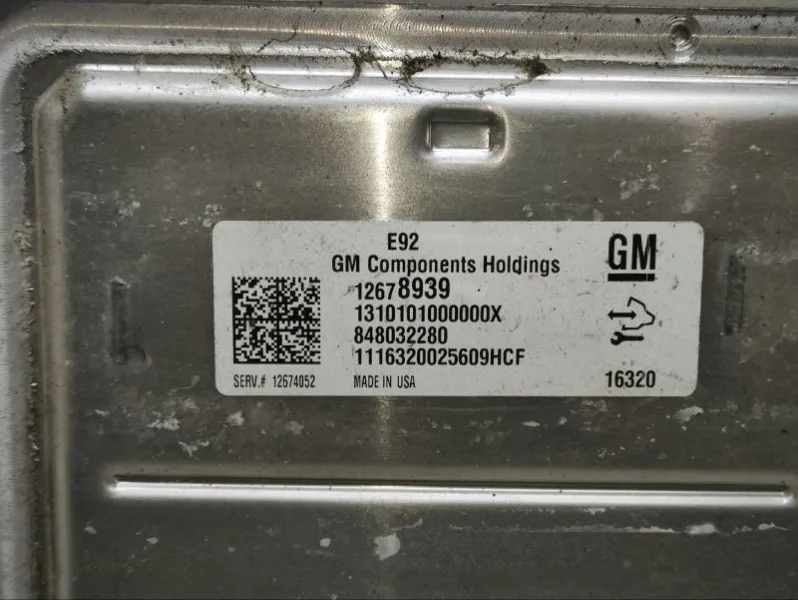 E92
GM Components Holdings
GM
12678939
1310101000000X
848032280
1116320025609HCF
SERV.# 12674052
MADE IN USA
16320